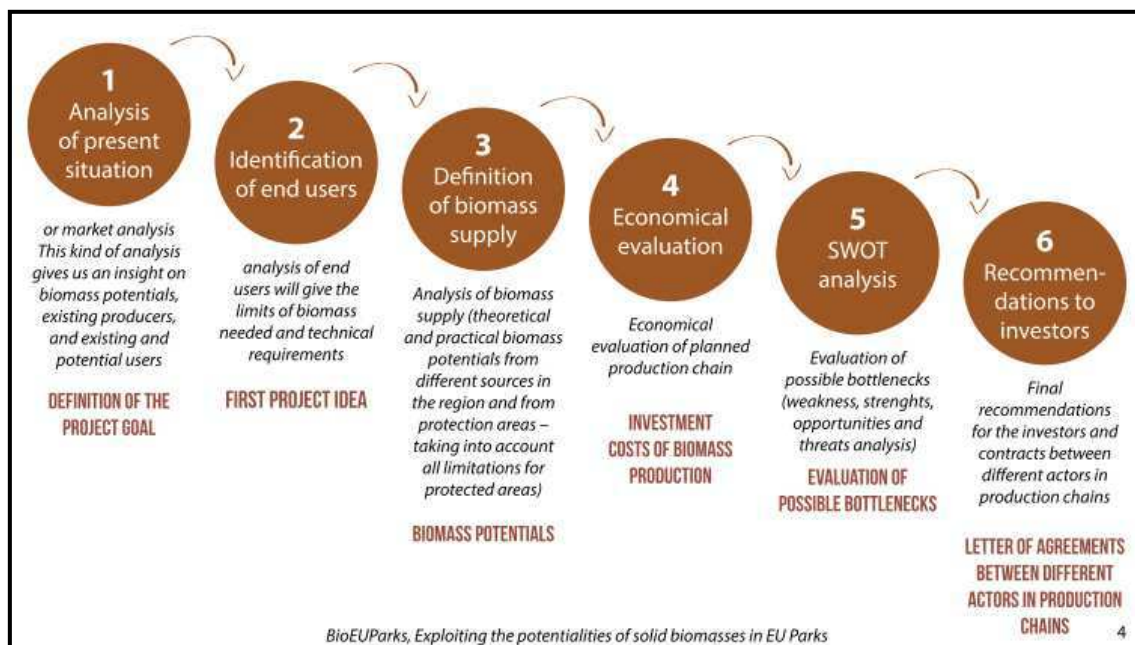 1
Analysis
of present
situation
or market analysis
This kind of analysis
gives us an insight on
biomass potentials,
existing producers,
and existing and
potential users
DEFINITION OF THE
PROJECT GOAL
2
Identification
of end users
analysis of end
users will give the
limits of biomass
needed and technical
requirements
FIRST PROJECT IDEA
3
Definition
of biomass
supply
Analysis of biomass
supply (theoretical
and practical biomass
potentials from
different sources in
the region and from
protection areas –
taking into account
all limitations for
protected areas)
BIOMASS POTENTIALS
4
Economical
evaluation
Economical
evaluation of planned
production chain
INVESTMENT
COSTS OF BIOMASS
PRODUCTION
5
SWOT
analysis
Evaluation of
possible bottlenecks
(weakness, strenghts,
opportunities and
threats analysis)
EVALUATION OF
POSSIBLE BOTTLENECKS
6
Recommen-
dations to
investors
Final
recommendations
for the investors and
contracts between
different actors in
production chains
LETTER OF AGREEMENTS
BETWEEN DIFFERENT
ACTORS IN PRODUCTION
CHAINS
BioEUParks, Exploiting the potentialities of solid biomasses in EU Parks
4